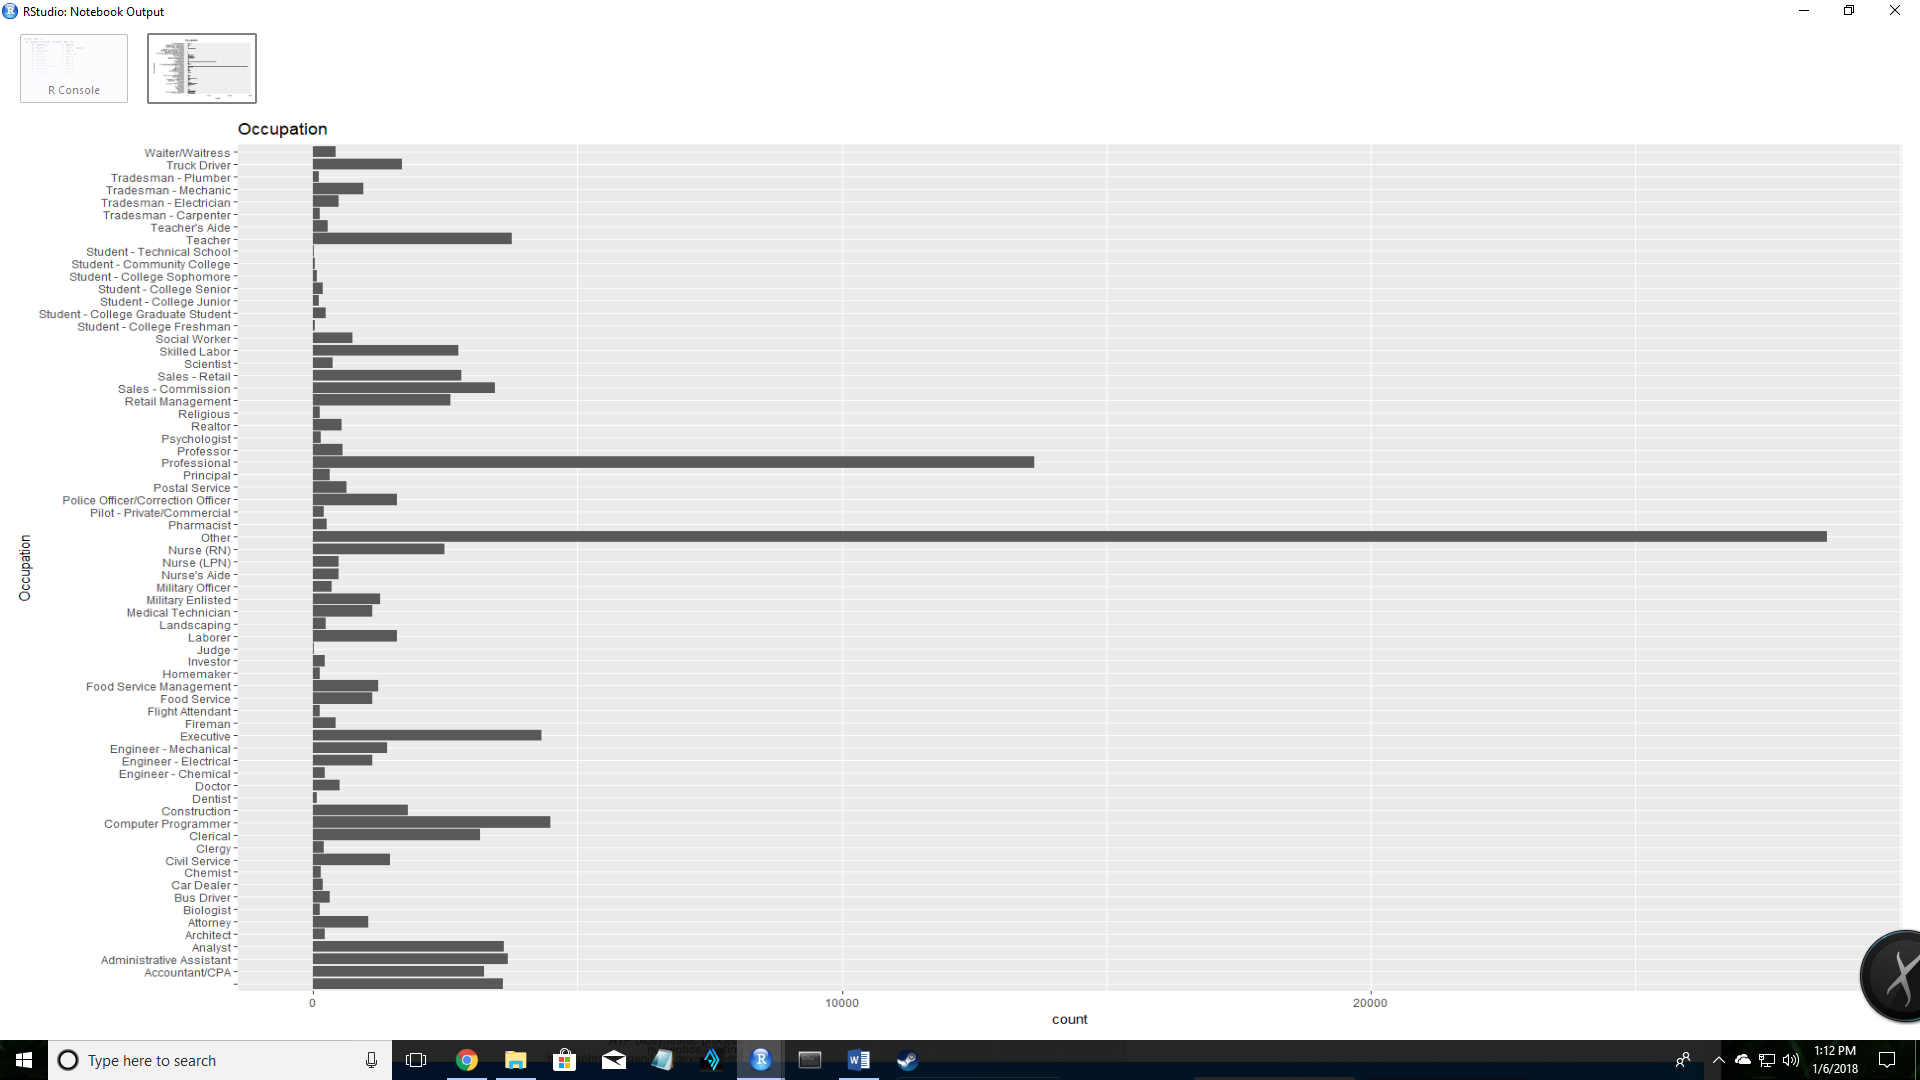 RStudio: Notebook Output
R Console
Occupation
Waiter/Waitress
Truck Driver
Tradesman - Plumber
Tradesman - Mechanic
Tradesman - Electrician
Tradesman - Carpenter
Teacher's Aide
Teacher
Student - Technical School
Student - Community College
Student - College Sophomore
Student - College Senior
Student - College Junior
Student - College Graduate Student
Student - College Freshman
Social Worker
Skilled Labor
Scientist
Sales - Retail
Sales - Commission
Retail Management
Religious
Realtor
Psychologist
Professor
Professional
Principal
Postal Service
Police Officer/Correction Officer
Pilot - Private/Commercial
Pharmacist
Other
Nurse (RN)
Nurse (LPN)
Nurse's Aide
Military Officer
Military Enlisted
Medical Technician
Landscaping
Laborer
Judge
Investor
Homemaker
Food Service Management
Food Service
Flight Attendant
Fireman
Executive
Engineer - Mechanical
Engineer - Electrical
Engineer - Chemical
Doctor
Dentist
Construction
Computer Programmer
Clerical
Clergy
Civil Service
Chemist
Car Dealer
Bus Driver
Biologist
Attorney
Architect
Analyst
Administrative Assistant
Accountant/CPA
Occupation
0 10000 20000
count
Type here to search
1:12 PM
1/6/2018